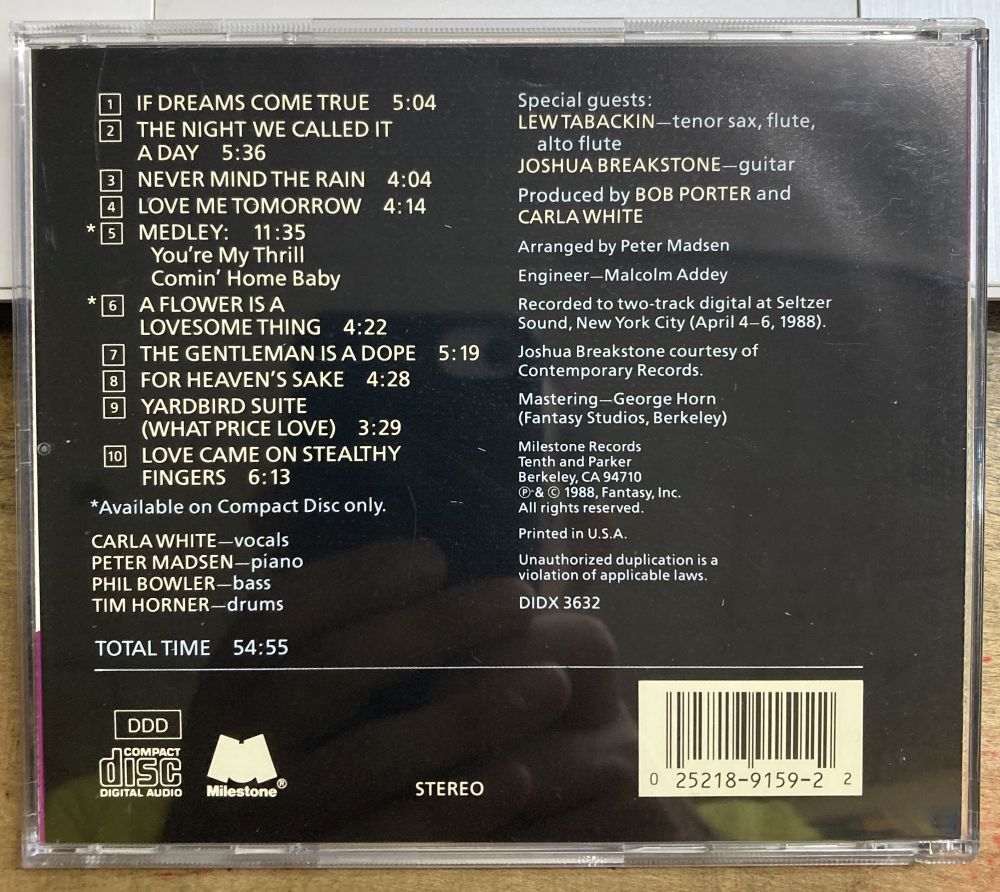 1 IF DREAMS COME TRUE 5:04
2 THE NIGHT WE CALLED IT
A DAY 5:36
3 NEVER MIND THE RAIN 4:04
4 LOVE ME TOMORROW 4:14
*5 MEDLEY: 11:35
You're My Thrill
Comin' Home Baby
*6 A FLOWER IS A
LOVESOME THING 4:22
7 THE GENTLEMAN IS A DOPE 5:19
8 FOR HEAVEN'S SAKE 4:28
9 YARDBIRD SUITE
(WHAT PRICE LOVE) 3:29
10 LOVE CAME ON STEALTHY
FINGERS 6:13
*Available on Compact Disc only.
CARLA WHITE—vocals
PETER MADSEN—piano
PHIL BOWLER—bass
TIM HORNER—drums
TOTAL TIME 54:55
Special guests:
LEW TABACKIN—tenor sax, flute,
alto flute
JOSHUA BREAKSTONE—guitar
Produced by BOB PORTER and
CARLA WHITE
Arranged by Peter Madsen
Engineer—Malcolm Addey
Recorded to two-track digital at Seltzer
Sound, New York City (April 4–6, 1988).
Joshua Breakstone courtesy of
Contemporary Records.
Mastering—George Horn
(Fantasy Studios, Berkeley)
Milestone Records
Tenth and Parker
Berkeley, CA 94710
℗ & © 1988, Fantasy, Inc.
All rights reserved.
Printed in U.S.A.
Unauthorized duplication is a
violation of applicable laws.
DIDX 3632
DDD
COMPACT
disc
DIGITAL AUDIO
Milestone®
STEREO
0 25218-9159-2 2